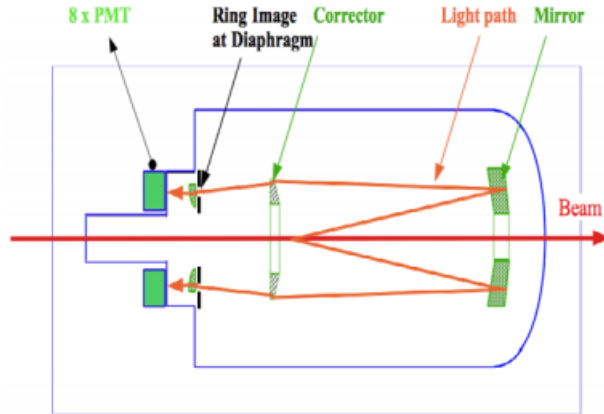 8 x PMT
Ring Image
at Diaphragm
Corrector
Light path
Mirror
Beam